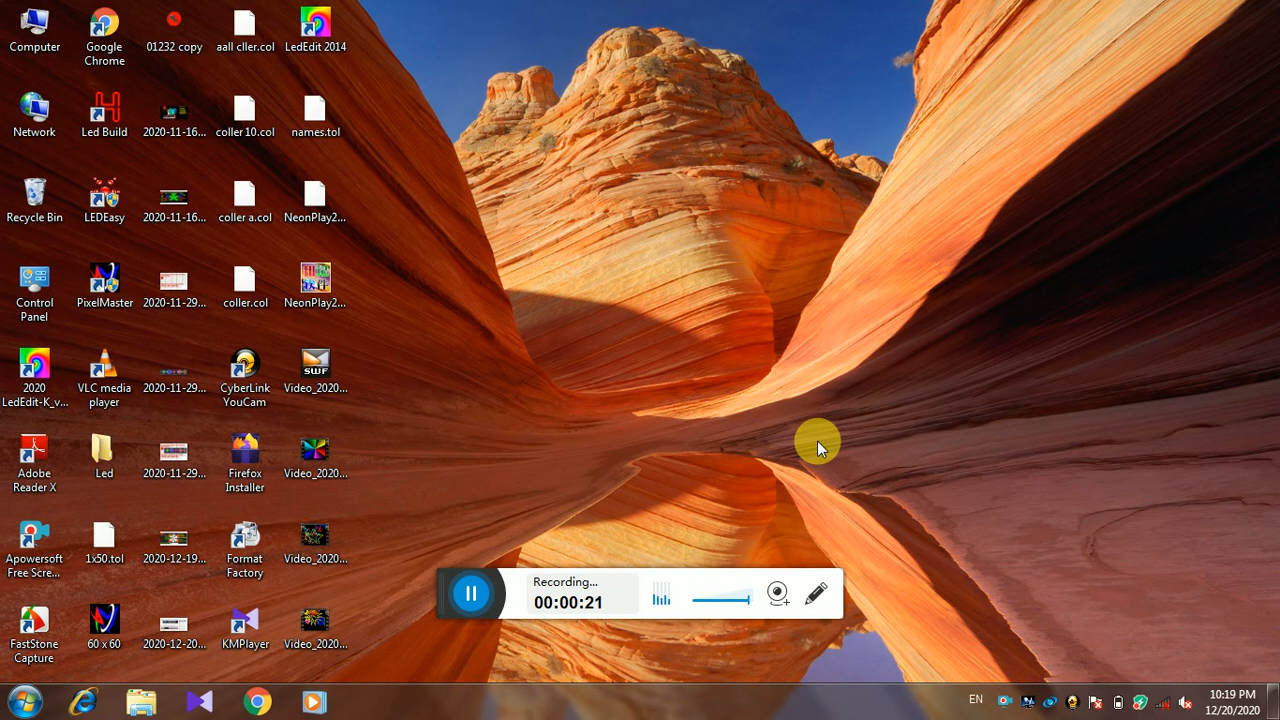 Computer
Google
Chrome
01232 copy
aall cller.col
LedEdit 2014
Network
Led Build
2020-11-16...
coller 10.col
names.tol
Recycle Bin
LEDEasy
2020-11-16...
coller a.col
NeonPlay2...
Control
Panel
PixelMaster
2020-11-29...
coller.col
NeonPlay2...
2020
LedEdit-K_v...
VLC media
player
2020-11-29...
CyberLink
YouCam
SWF
Video_2020...
Adobe
Reader X
Led
2020-11-29...
Firefox
Installer
Video_2020...
Apowersoft
Free Scre...
1x50.tol
2020-12-19...
Format
Factory
Video_2020...
FastStone
Capture
60 x 60
2020-12-20...
KMPlayer
Video_2020...
Recording...
00:00:21
EN
10:19 PM
12/20/2020